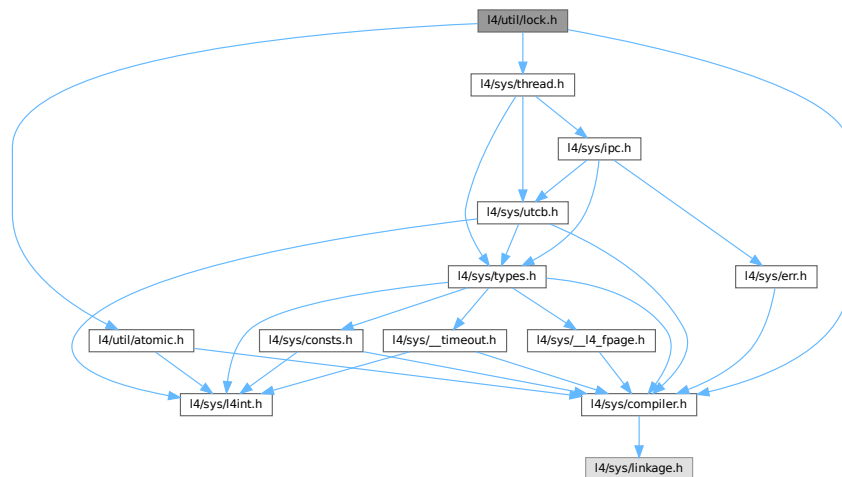 l4/util/lock.h
l4/sys/thread.h
l4/sys/ipc.h
l4/sys/utcb.h
l4/sys/types.h
l4/sys/err.h
l4/util/atomic.h
l4/sys/consts.h
l4/sys/__timeout.h
l4/sys/__l4_fpage.h
l4/sys/l4int.h
l4/sys/compiler.h
l4/sys/linkage.h